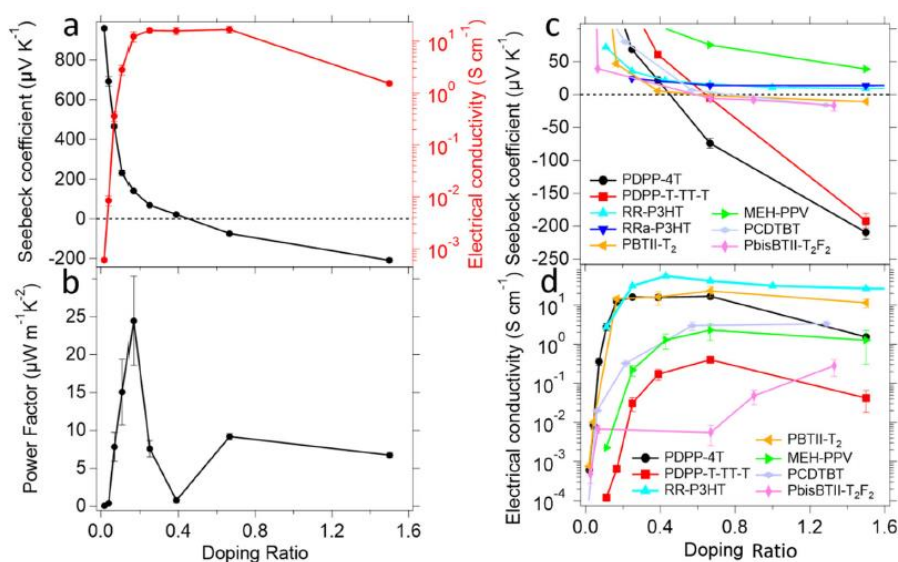 a
Seebeck coefficient (µV K⁻¹)
800
600
400
200
0
-200
10¹
10⁰
10⁻¹
10⁻²
10⁻³
Electrical conductivity (S cm⁻¹)
b
Power Factor (µW m⁻¹K⁻²)
25
20
15
10
5
0
0.0 0.4 0.8 1.2 1.6
Doping Ratio
c
Seebeck coefficient (µV K⁻¹)
50
0
-50
-100
-150
-200
-250
PDPP-4T
PDPP-T-TT-T
RR-P3HT
RRa-P3HT
PBTII-T₂
MEH-PPV
PCDTBT
PbisBTII-T₂F₂
d
Electrical conductivity (S cm⁻¹)
10¹
10⁰
10⁻¹
10⁻²
10⁻³
10⁻⁴
PDPP-4T
PDPP-T-TT-T
RR-P3HT
PBTII-T₂
MEH-PPV
PCDTBT
PbisBTII-T₂F₂
0.0 0.4 0.8 1.2 1.6
Doping Ratio